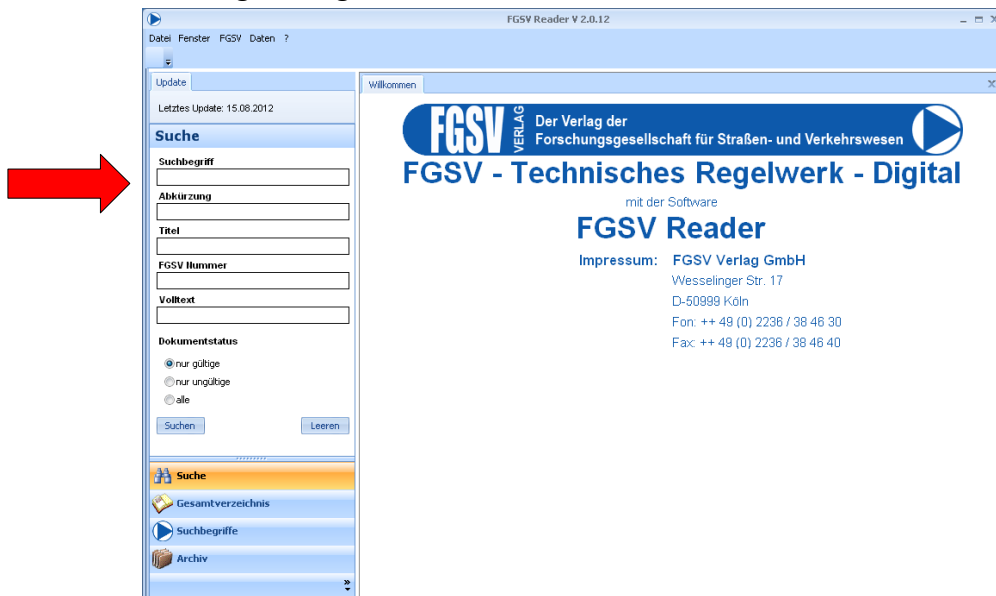 FGSV Reader V 2.0.12
Datei Fenster FGSV Daten ?
Update
Letztes Update: 15.08.2012
Suche
Suchbegriff
Abkürzung
Titel
FGSV Nummer
Volltext
Dokumentstatus
nur gültige
nur ungültige
alle
Suchen Leeren
Suche
Gesamtverzeichnis
Suchbegriffe
Archiv
Willkommen
FGSV VERLAG
Der Verlag der
Forschungsgesellschaft für Straßen- und Verkehrswesen
FGSV - Technisches Regelwerk - Digital
mit der Software
FGSV Reader
Impressum: FGSV Verlag GmbH
Wesselinger Str. 17
D-50999 Köln
Fon: ++ 49 (0) 2236 / 38 46 30
Fax: ++ 49 (0) 2236 / 38 46 40